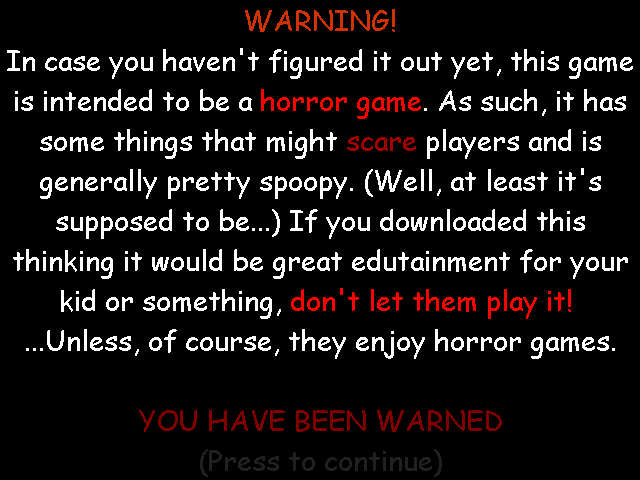 WARNING!
In case you haven't figured it out yet, this game
is intended to be a horror game. As such, it has
some things that might scare players and is
generally pretty spoopy. (Well, at least it's
supposed to be...) If you downloaded this
thinking it would be great edutainment for your
kid or something, don't let them play it!
...Unless, of course, they enjoy horror games.
YOU HAVE BEEN WARNED
(Press to continue)